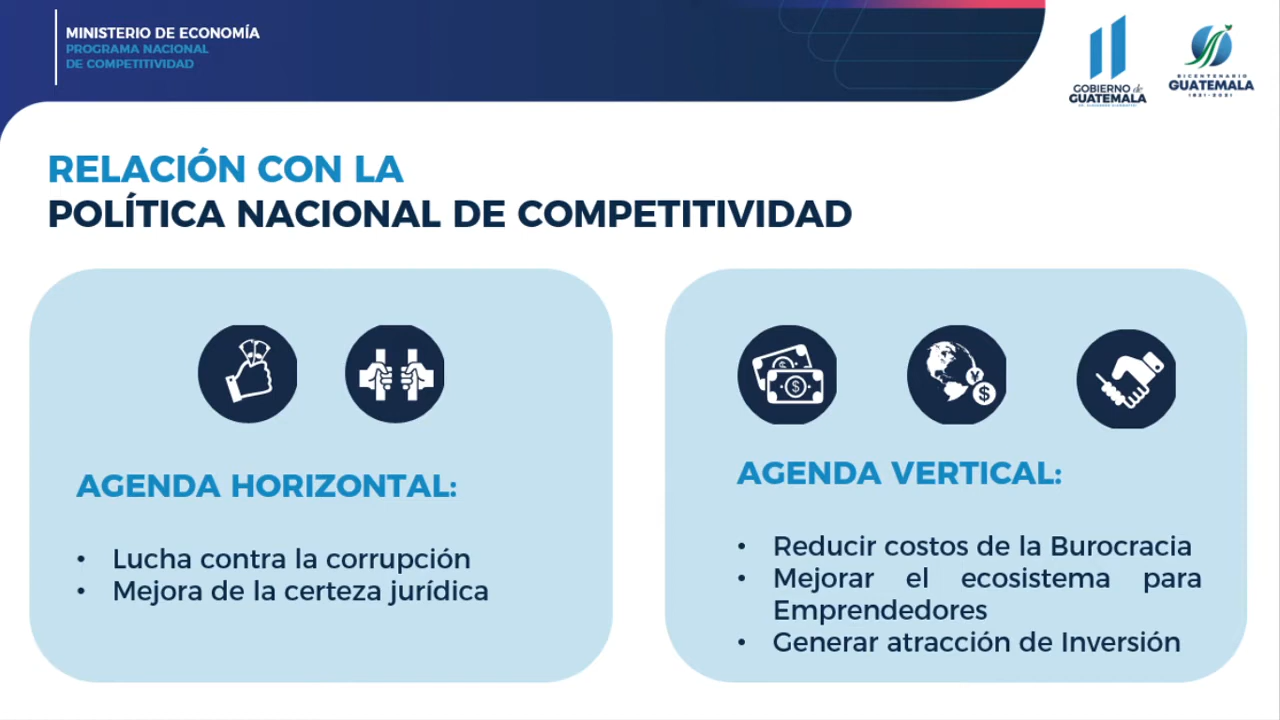 MINISTERIO DE ECONOMÍA
PROGRAMA NACIONAL
DE COMPETITIVIDAD
GOBIERNO de
GUATEMALA
BICENTENARIO
GUATEMALA
1821-2021
RELACIÓN CON LA
POLÍTICA NACIONAL DE COMPETITIVIDAD
AGENDA HORIZONTAL:
• Lucha contra la corrupción
• Mejora de la certeza jurídica
AGENDA VERTICAL:
• Reducir costos de la Burocracia
• Mejorar el ecosistema para
Emprendedores
• Generar atracción de Inversión